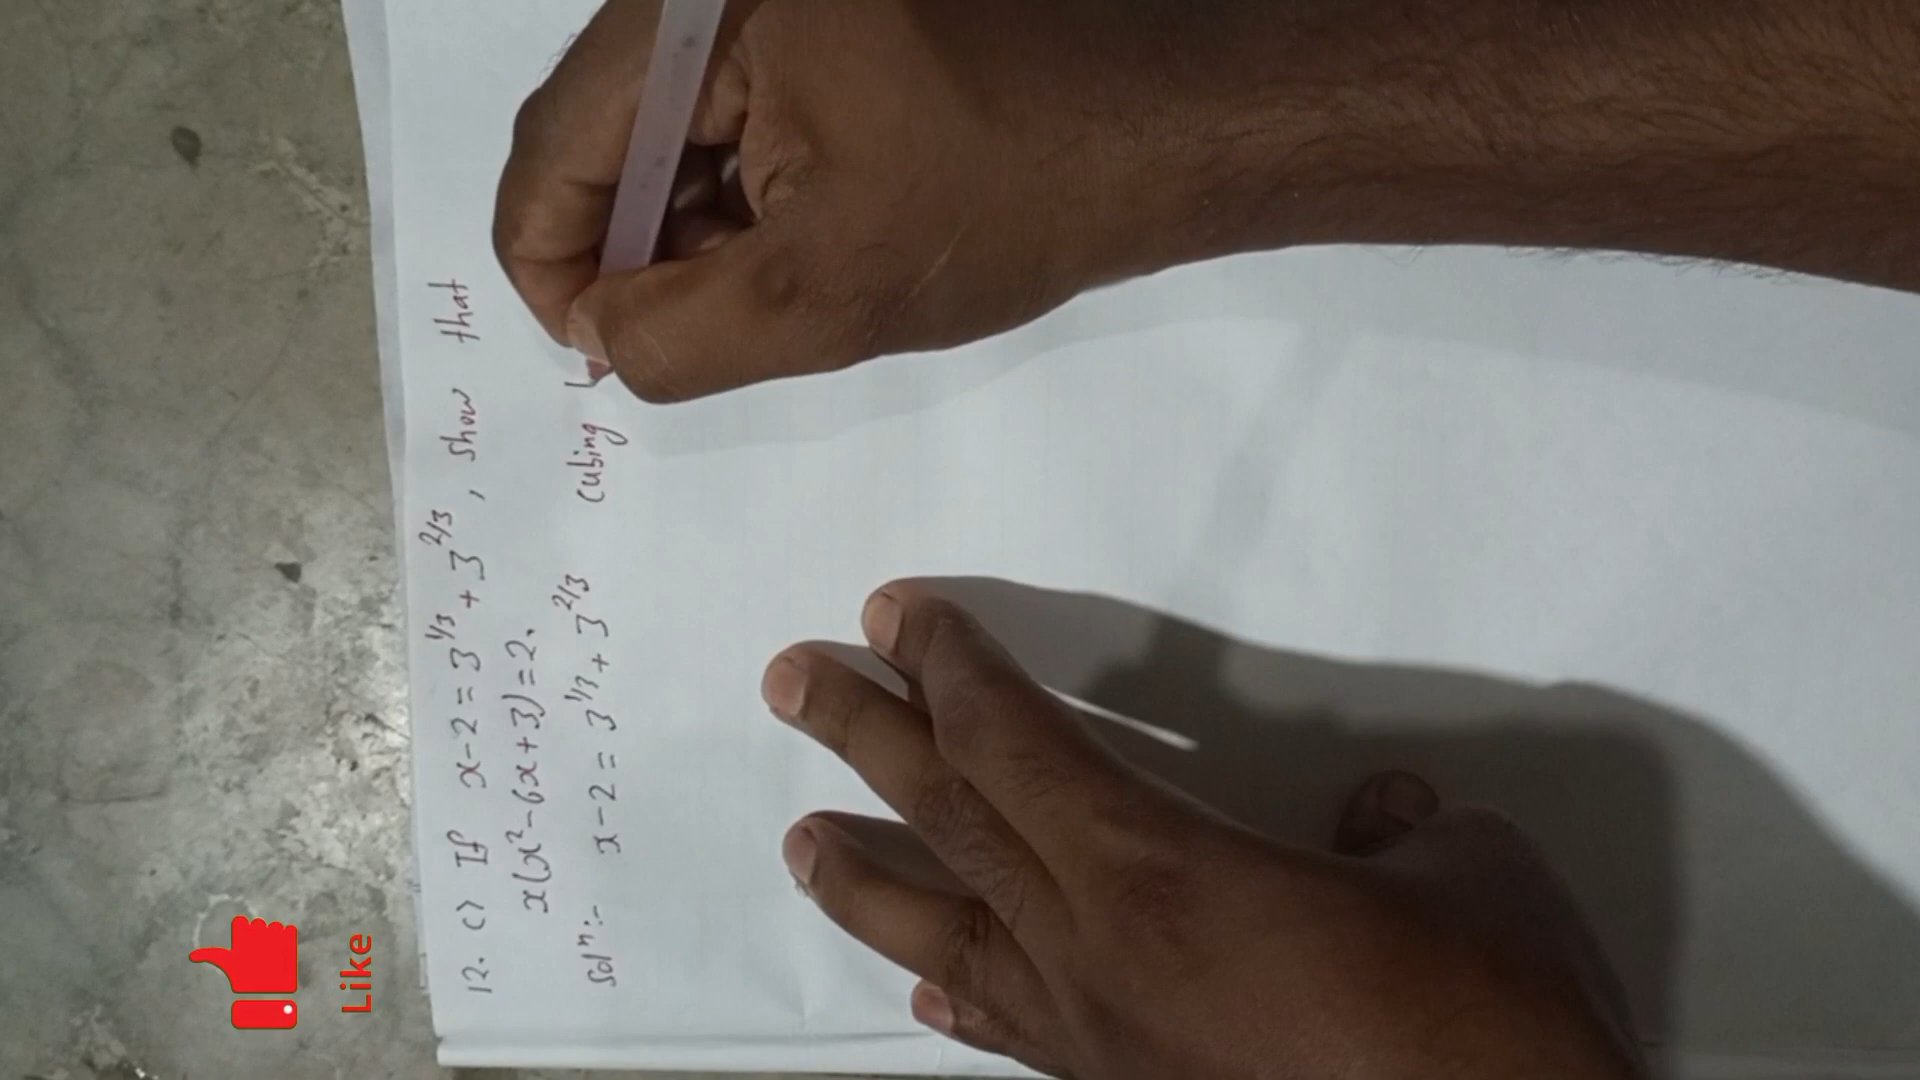 12. c) If x-2 = 3^1/3 + 3^2/3, show that
x(x²-6x+3)=2.
Solⁿ:- x-2 = 3^1/3 + 3^2/3 cubing
Like